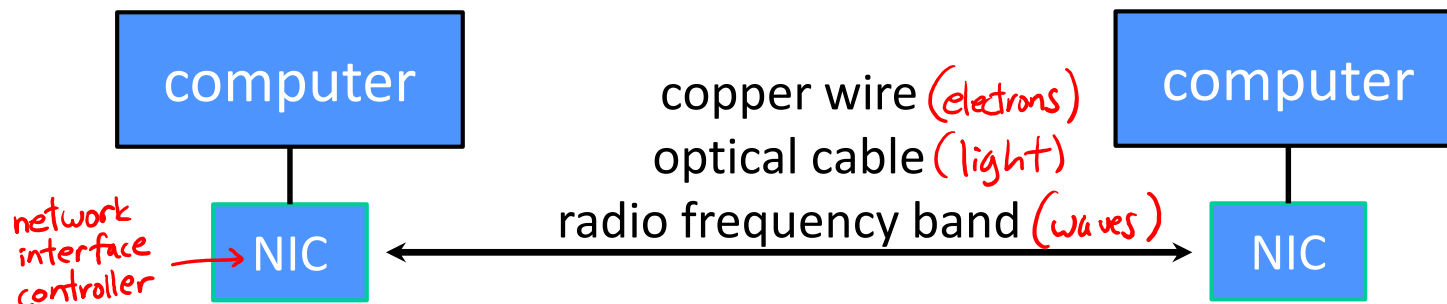 computer
computer
copper wire (electrons)
optical cable (light)
radio frequency band (waves)
network
interface
controller
NIC
NIC